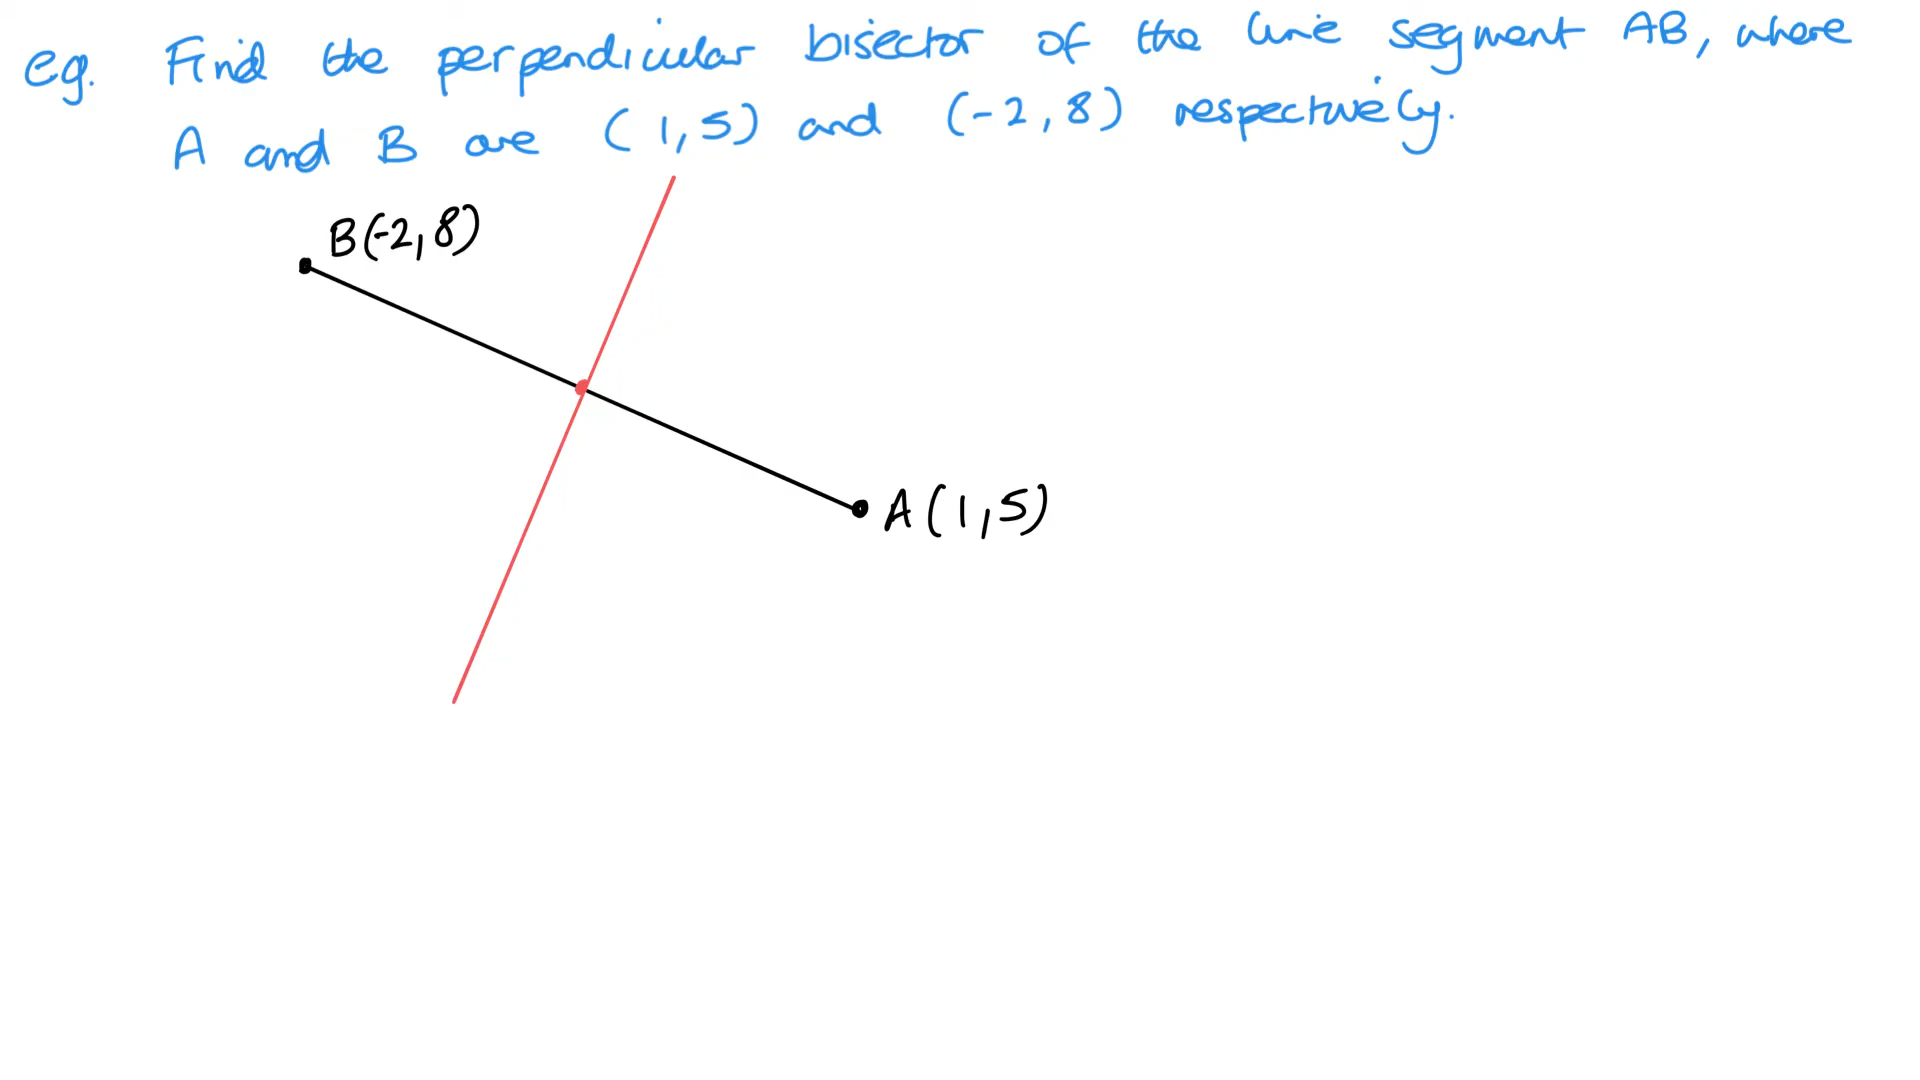 eg. Find the perpendicular bisector of the line segment AB, where
A and B are (1,5) and (-2,8) respectively.
B(-2,8)
A(1,5)